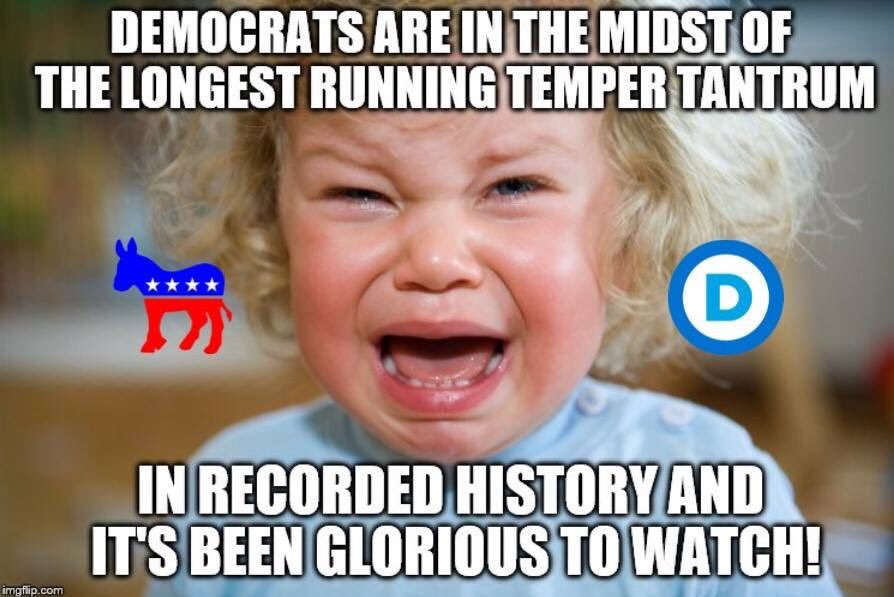 DEMOCRATS ARE IN THE MIDST OF
THE LONGEST RUNNING TEMPER TANTRUM
D
IN RECORDED HISTORY AND
IT'S BEEN GLORIOUS TO WATCH!
imgflip.com